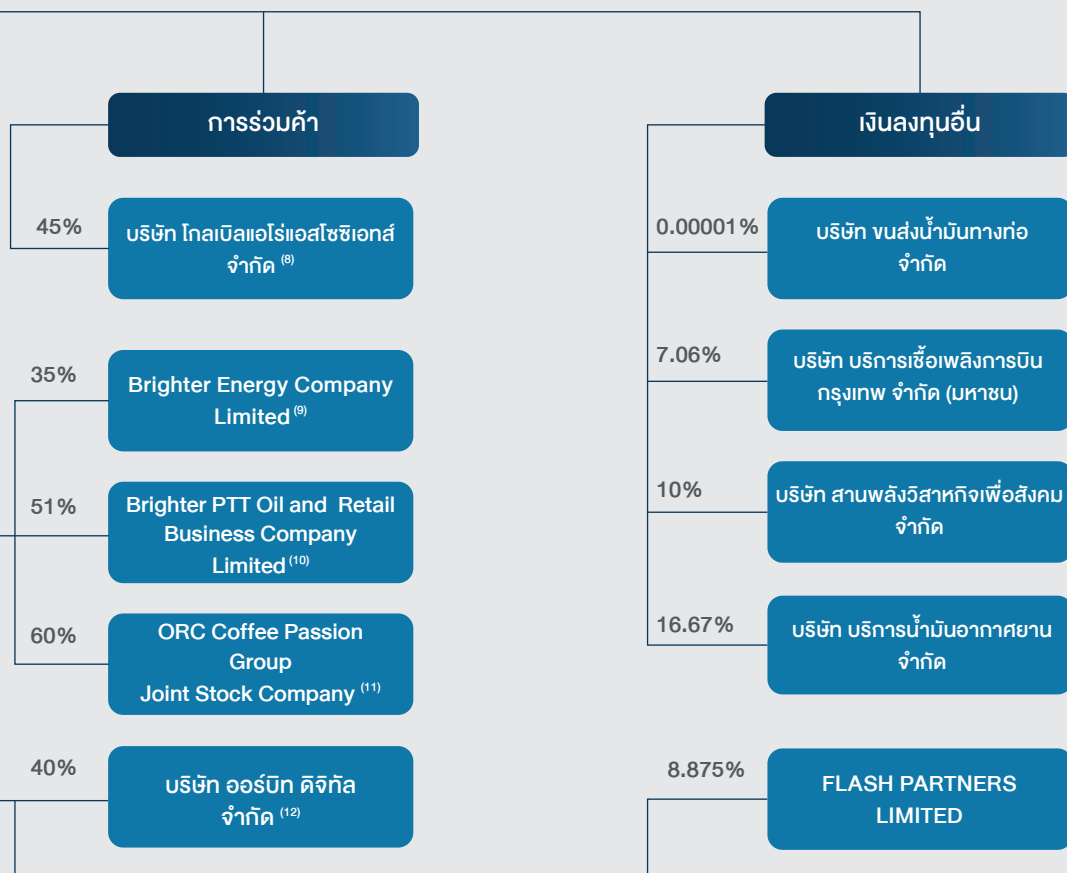 การร่วมค้า
45%
บริษัท โกลเบิลแอโร่แอสโซซิเอทส์
จำกัด (8)
35%
Brighter Energy Company
Limited (9)
51%
Brighter PTT Oil and Retail
Business Company
Limited (10)
60%
ORC Coffee Passion
Group
Joint Stock Company (11)
40%
บริษัท ออร์บิท ดิจิทัล
จำกัด (12)
เงินลงทุนอื่น
0.00001%
บริษัท ขนส่งน้ำมันทางท่อ
จำกัด
7.06%
บริษัท บริการเชื้อเพลิงการบิน
กรุงเทพ จำกัด (มหาชน)
10%
บริษัท สานพลังวิสาหกิจเพื่อสังคม
จำกัด
16.67%
บริษัท บริการน้ำมันอากาศยาน
จำกัด
8.875%
FLASH PARTNERS
LIMITED